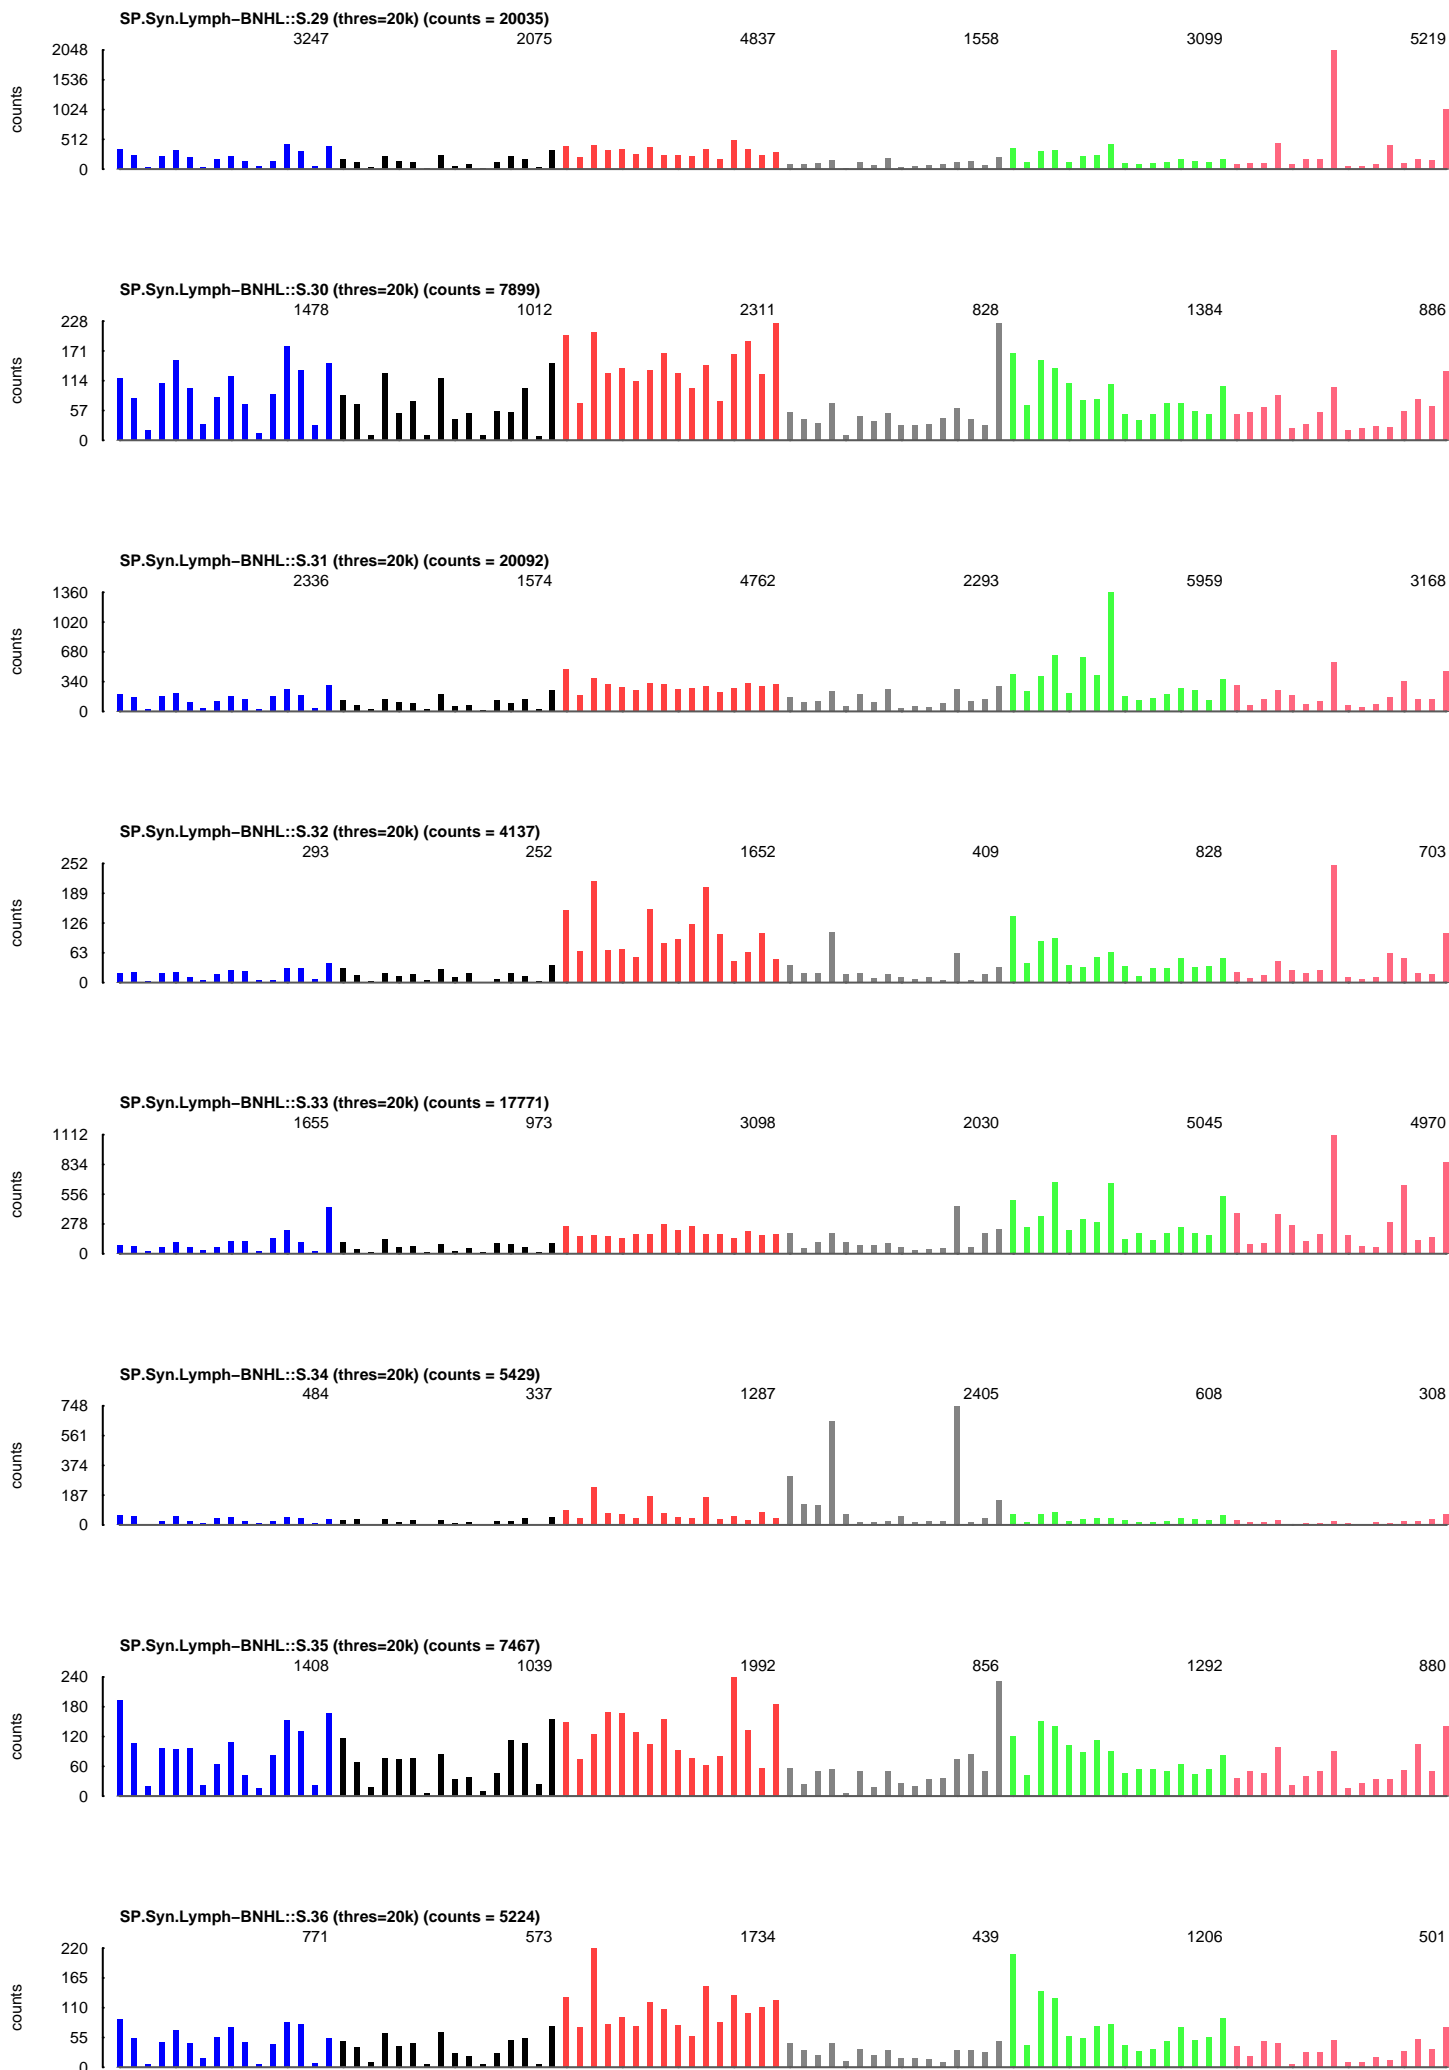 SP.Syn.Lymph−BNHL::S.29 (thres=20k) (counts = 20035)
3247 2075 4837 1558 3099 5219
2048
1536
1024
512
0
counts
SP.Syn.Lymph−BNHL::S.30 (thres=20k) (counts = 7899)
1478 1012 2311 828 1384 886
228
171
114
57
0
counts
SP.Syn.Lymph−BNHL::S.31 (thres=20k) (counts = 20092)
2336 1574 4762 2293 5959 3168
1360
1020
680
340
0
counts
SP.Syn.Lymph−BNHL::S.32 (thres=20k) (counts = 4137)
293 252 1652 409 828 703
252
189
126
63
0
counts
SP.Syn.Lymph−BNHL::S.33 (thres=20k) (counts = 17771)
1655 973 3098 2030 5045 4970
1112
834
556
278
0
counts
SP.Syn.Lymph−BNHL::S.34 (thres=20k) (counts = 5429)
484 337 1287 2405 608 308
748
561
374
187
0
counts
SP.Syn.Lymph−BNHL::S.35 (thres=20k) (counts = 7467)
1408 1039 1992 856 1292 880
240
180
120
60
0
counts
SP.Syn.Lymph−BNHL::S.36 (thres=20k) (counts = 5224)
771 573 1734 439 1206 501
220
165
110
55
0
counts